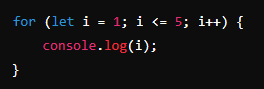 for (let i = 1; i <= 5; i++) {
    console.log(i);
}